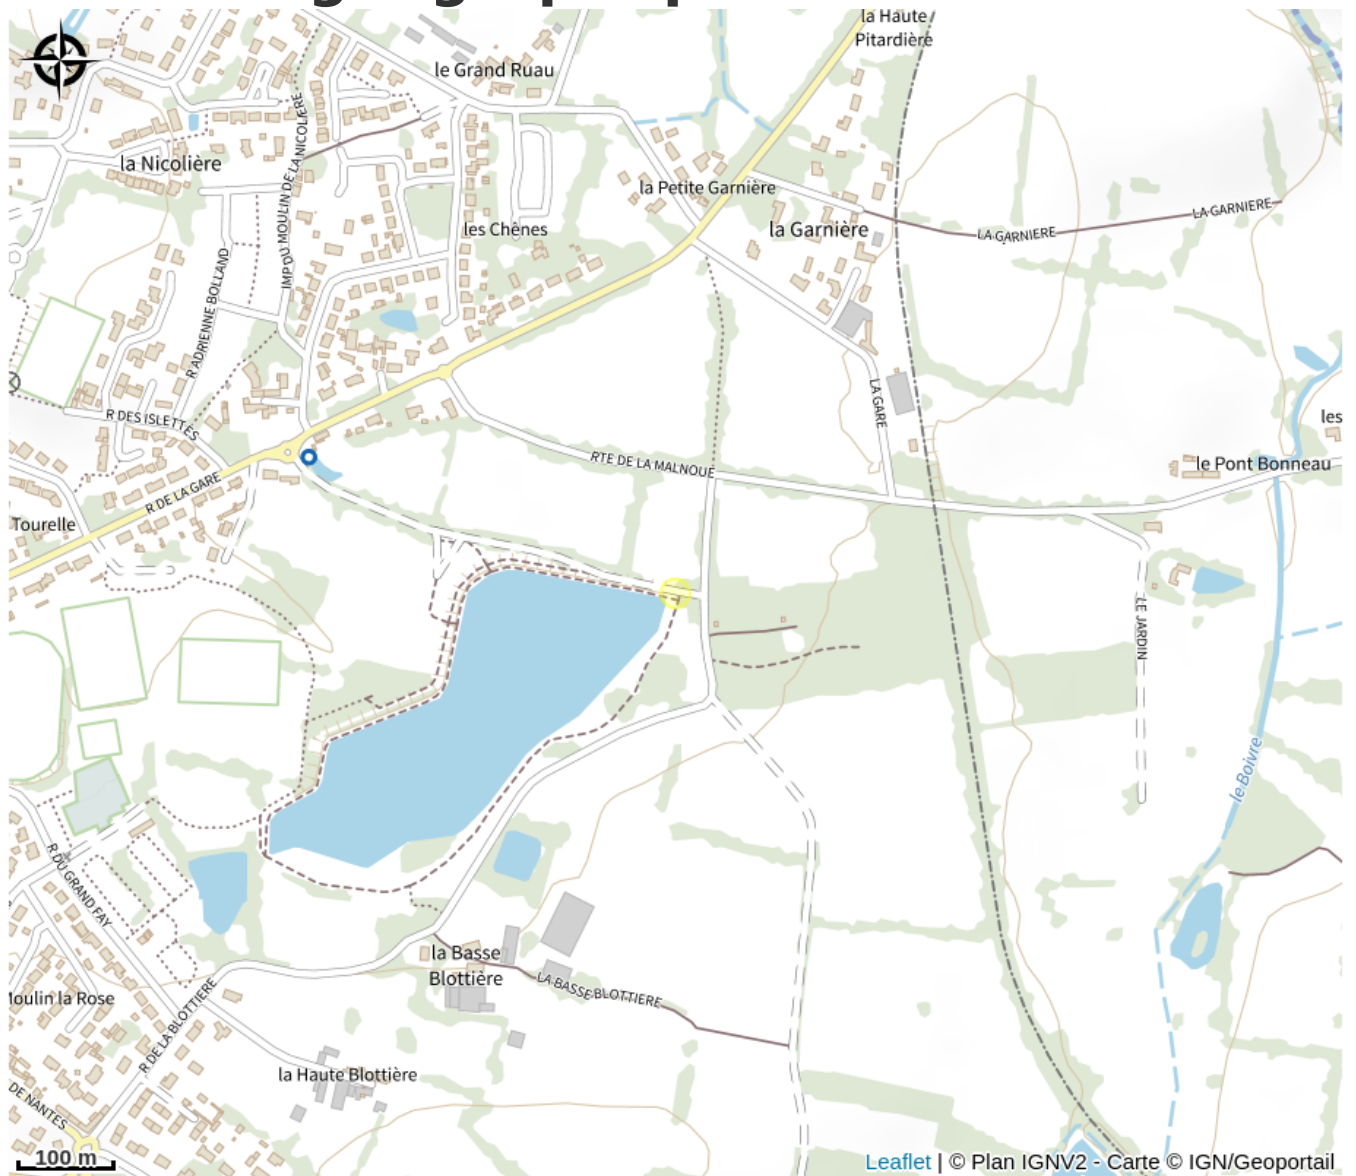 la Haute
Pitardière
le Grand Ruau
la Nicolière
IMP DU MOULIN DE LA NICOLIERE
la Petite Garnière
LA GARNIERE
la Garnière
LA GARNIERE
les Chênes
R ADRIENNE BOLLAND
LA GARE
R DES ISLETTES
les
RTE DE LA MALNOUE
le Pont Bonneau
R DE LA GARE
Tourelle
LE JARDIN
le Boivre
R DU GRAND FAY
la Basse
Blottière
LA BASSE BLOTTIERE
Moulin la Rose
R DE LA BLOTTIERE
la Haute Blottière
DE NANTES
100 m
Leaflet | © Plan IGNV2 - Carte © IGN/Geoportail